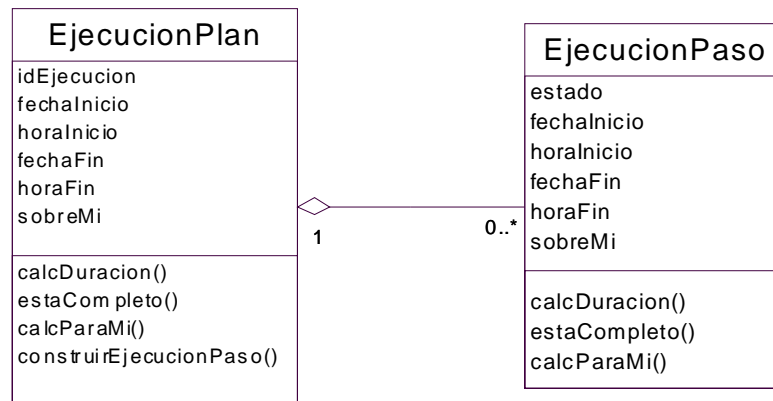 EjecucionPlan
idEjecucion
fechaInicio
horaInicio
fechaFin
horaFin
sobreMi
calcDuracion()
estaCompleto()
calcParaMi()
construirEjecucionPaso()
1
0..*
EjecucionPaso
estado
fechaInicio
horaInicio
fechaFin
horaFin
sobreMi
calcDuracion()
estaCompleto()
calcParaMi()